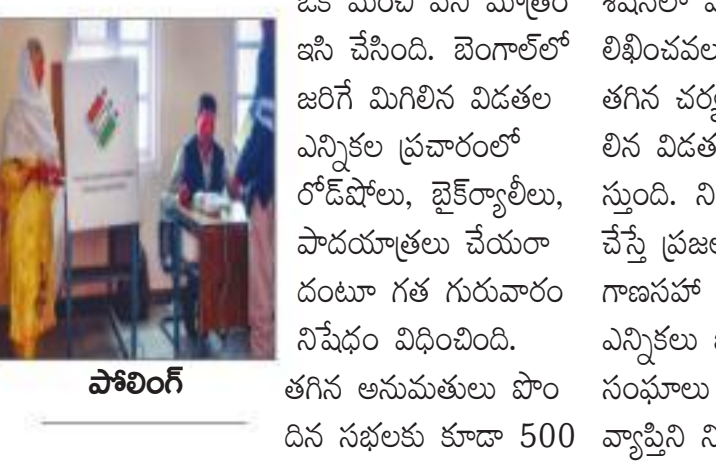 ఇసి చేసింది. బెంగాల్‌లో
జరిగే మిగిలిన విడతల
ఎన్నికల ప్రచారంలో
రోడ్‌షోలు, బైక్‌ర్యాలీలు,
పాదయాత్రలు చేయరా
దంటూ గత గురువారం
నిషేధం విధించింది.
తగిన అనుమతులు పొం
దిన సభలకు కూడా 500
పోలింగ్
లిఖించవల
తగిన చర్య
లిన విడత
స్తుంది. ని
చేస్తే ప్రజల
గాణసహా
ఎన్నికలు
సంఘాలు
వ్యాప్తిని ని